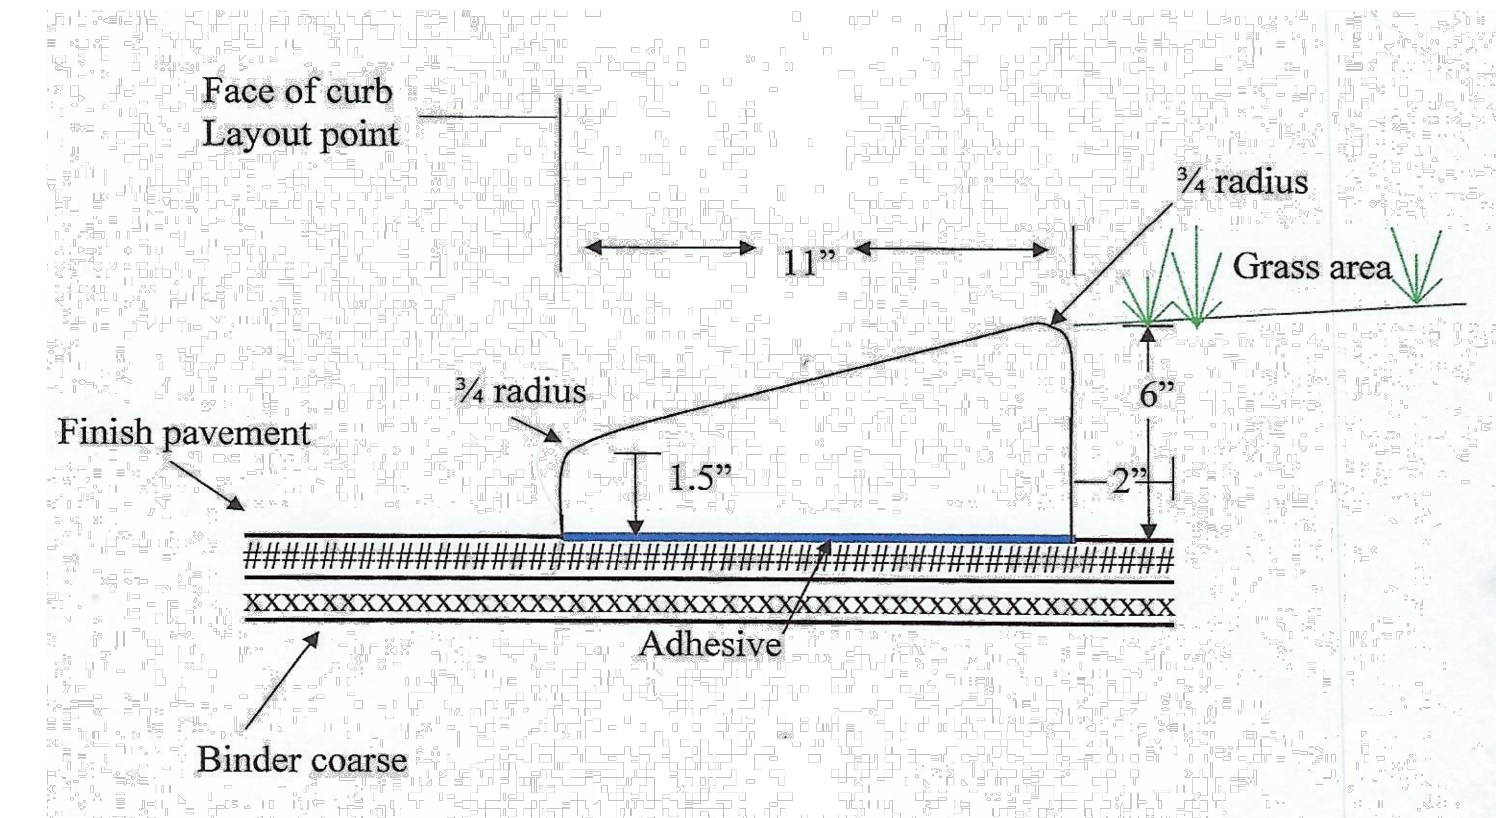 Face of curb
Layout point
¾ radius
11”
Grass area
¾ radius
6”
Finish pavement
1.5”
2”
##################################################
XXXXXXXXXXXXXXXXXXXXXXXXXXXXXXXXXXXXXXXXXXXXXXXX
Adhesive
Binder coarse